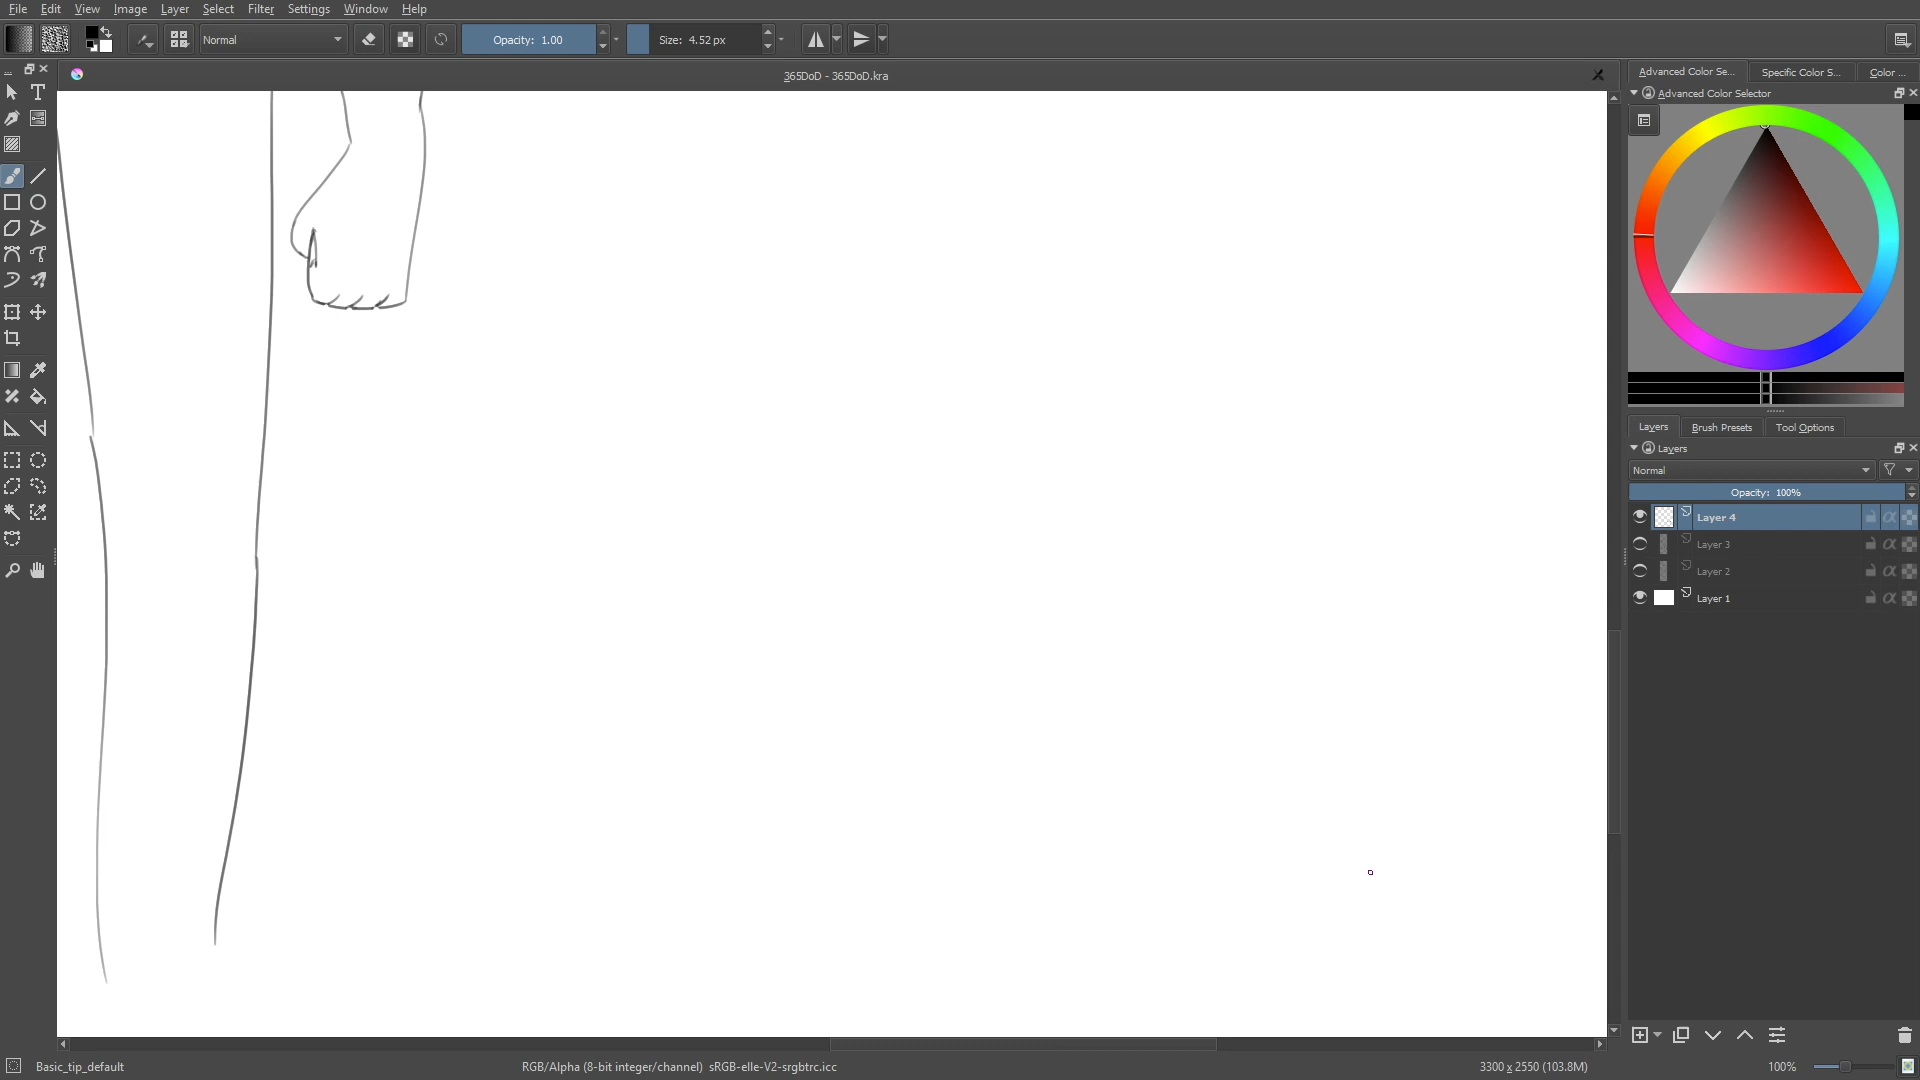 File Edit View Image Layer Select Filter Settings Window Help
Normal Opacity: 1.00 Size: 4.52 px
365DoD - 365DoD.kra
Advanced Color Se... Specific Color S... Color ...
Advanced Color Selector
Layers Brush Presets Tool Options
Layers
Normal
Opacity: 100%
Layer 4
Layer 3
Layer 2
Layer 1
Basic_tip_default RGB/Alpha (8-bit integer/channel) sRGB-elle-V2-srgbtrc.icc 3300 x 2550 (103.8M) 100%